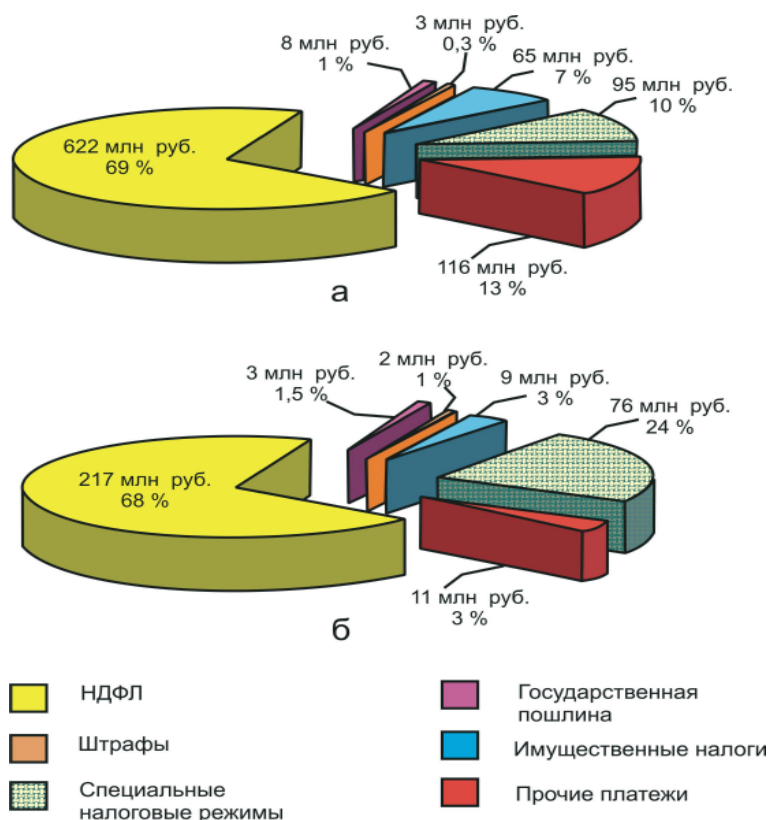 3 млн руб.
0,3 %
8 млн руб.
1 %
65 млн руб.
7 %
95 млн руб.
10 %
622 млн руб.
69 %
116 млн руб.
13 %
а
2 млн руб.
1 %
3 млн руб.
1,5 %
9 млн руб.
3 %
76 млн руб.
24 %
217 млн руб.
68 %
11 млн руб.
3 %
б
НДФЛ
Штрафы
Специальные
налоговые режимы
Государственная
пошлина
Имущественные налоги
Прочие платежи